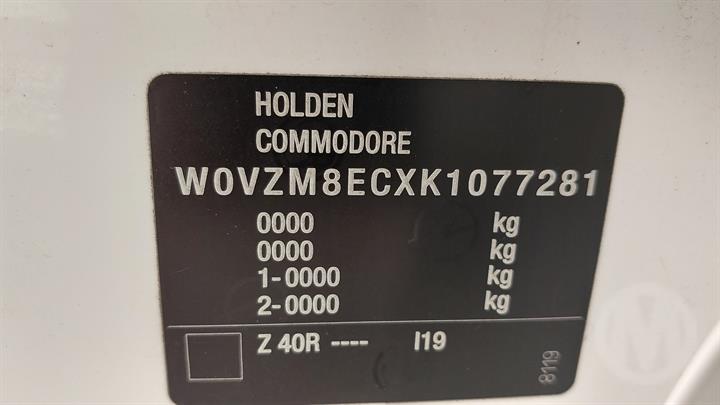 HOLDEN
COMMODORE
W0VZM8ECXK1077281
0000 kg
0000 kg
1-0000 kg
2-0000 kg
Z 40R ---- I19
8119
M